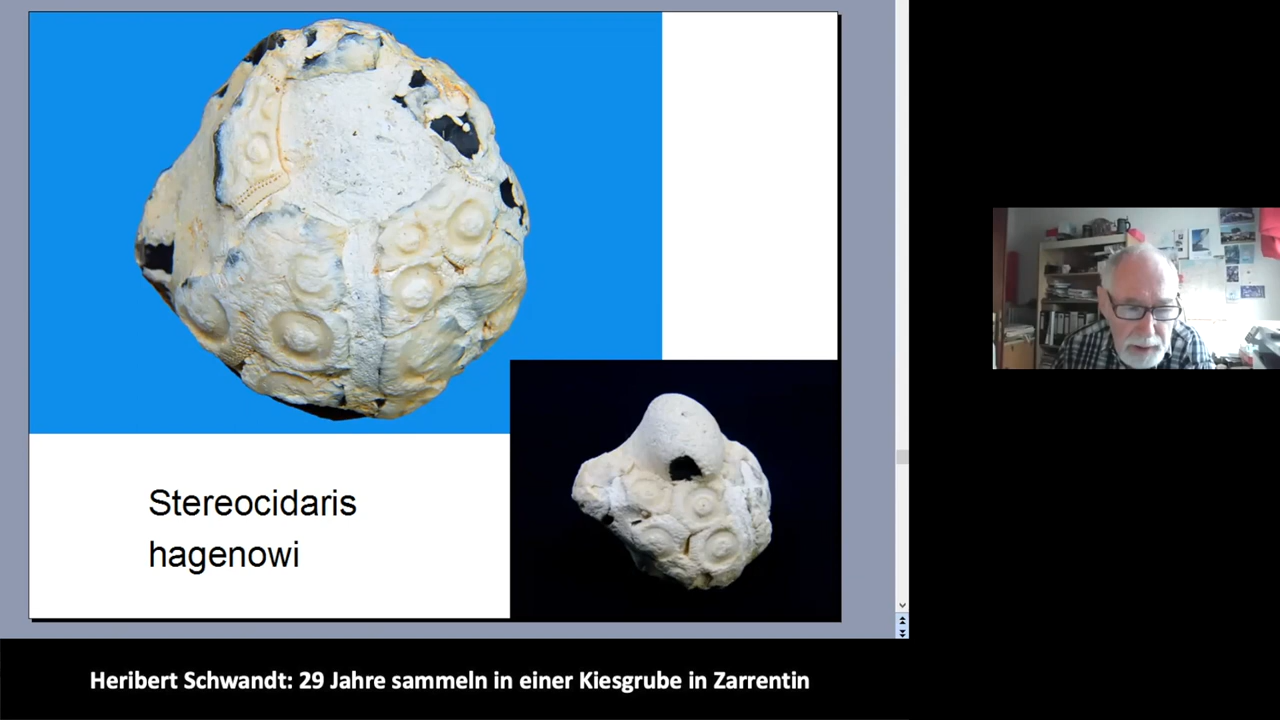 Stereocidaris
hagenowi
Heribert Schwandt: 29 Jahre sammeln in einer Kiesgrube in Zarrentin